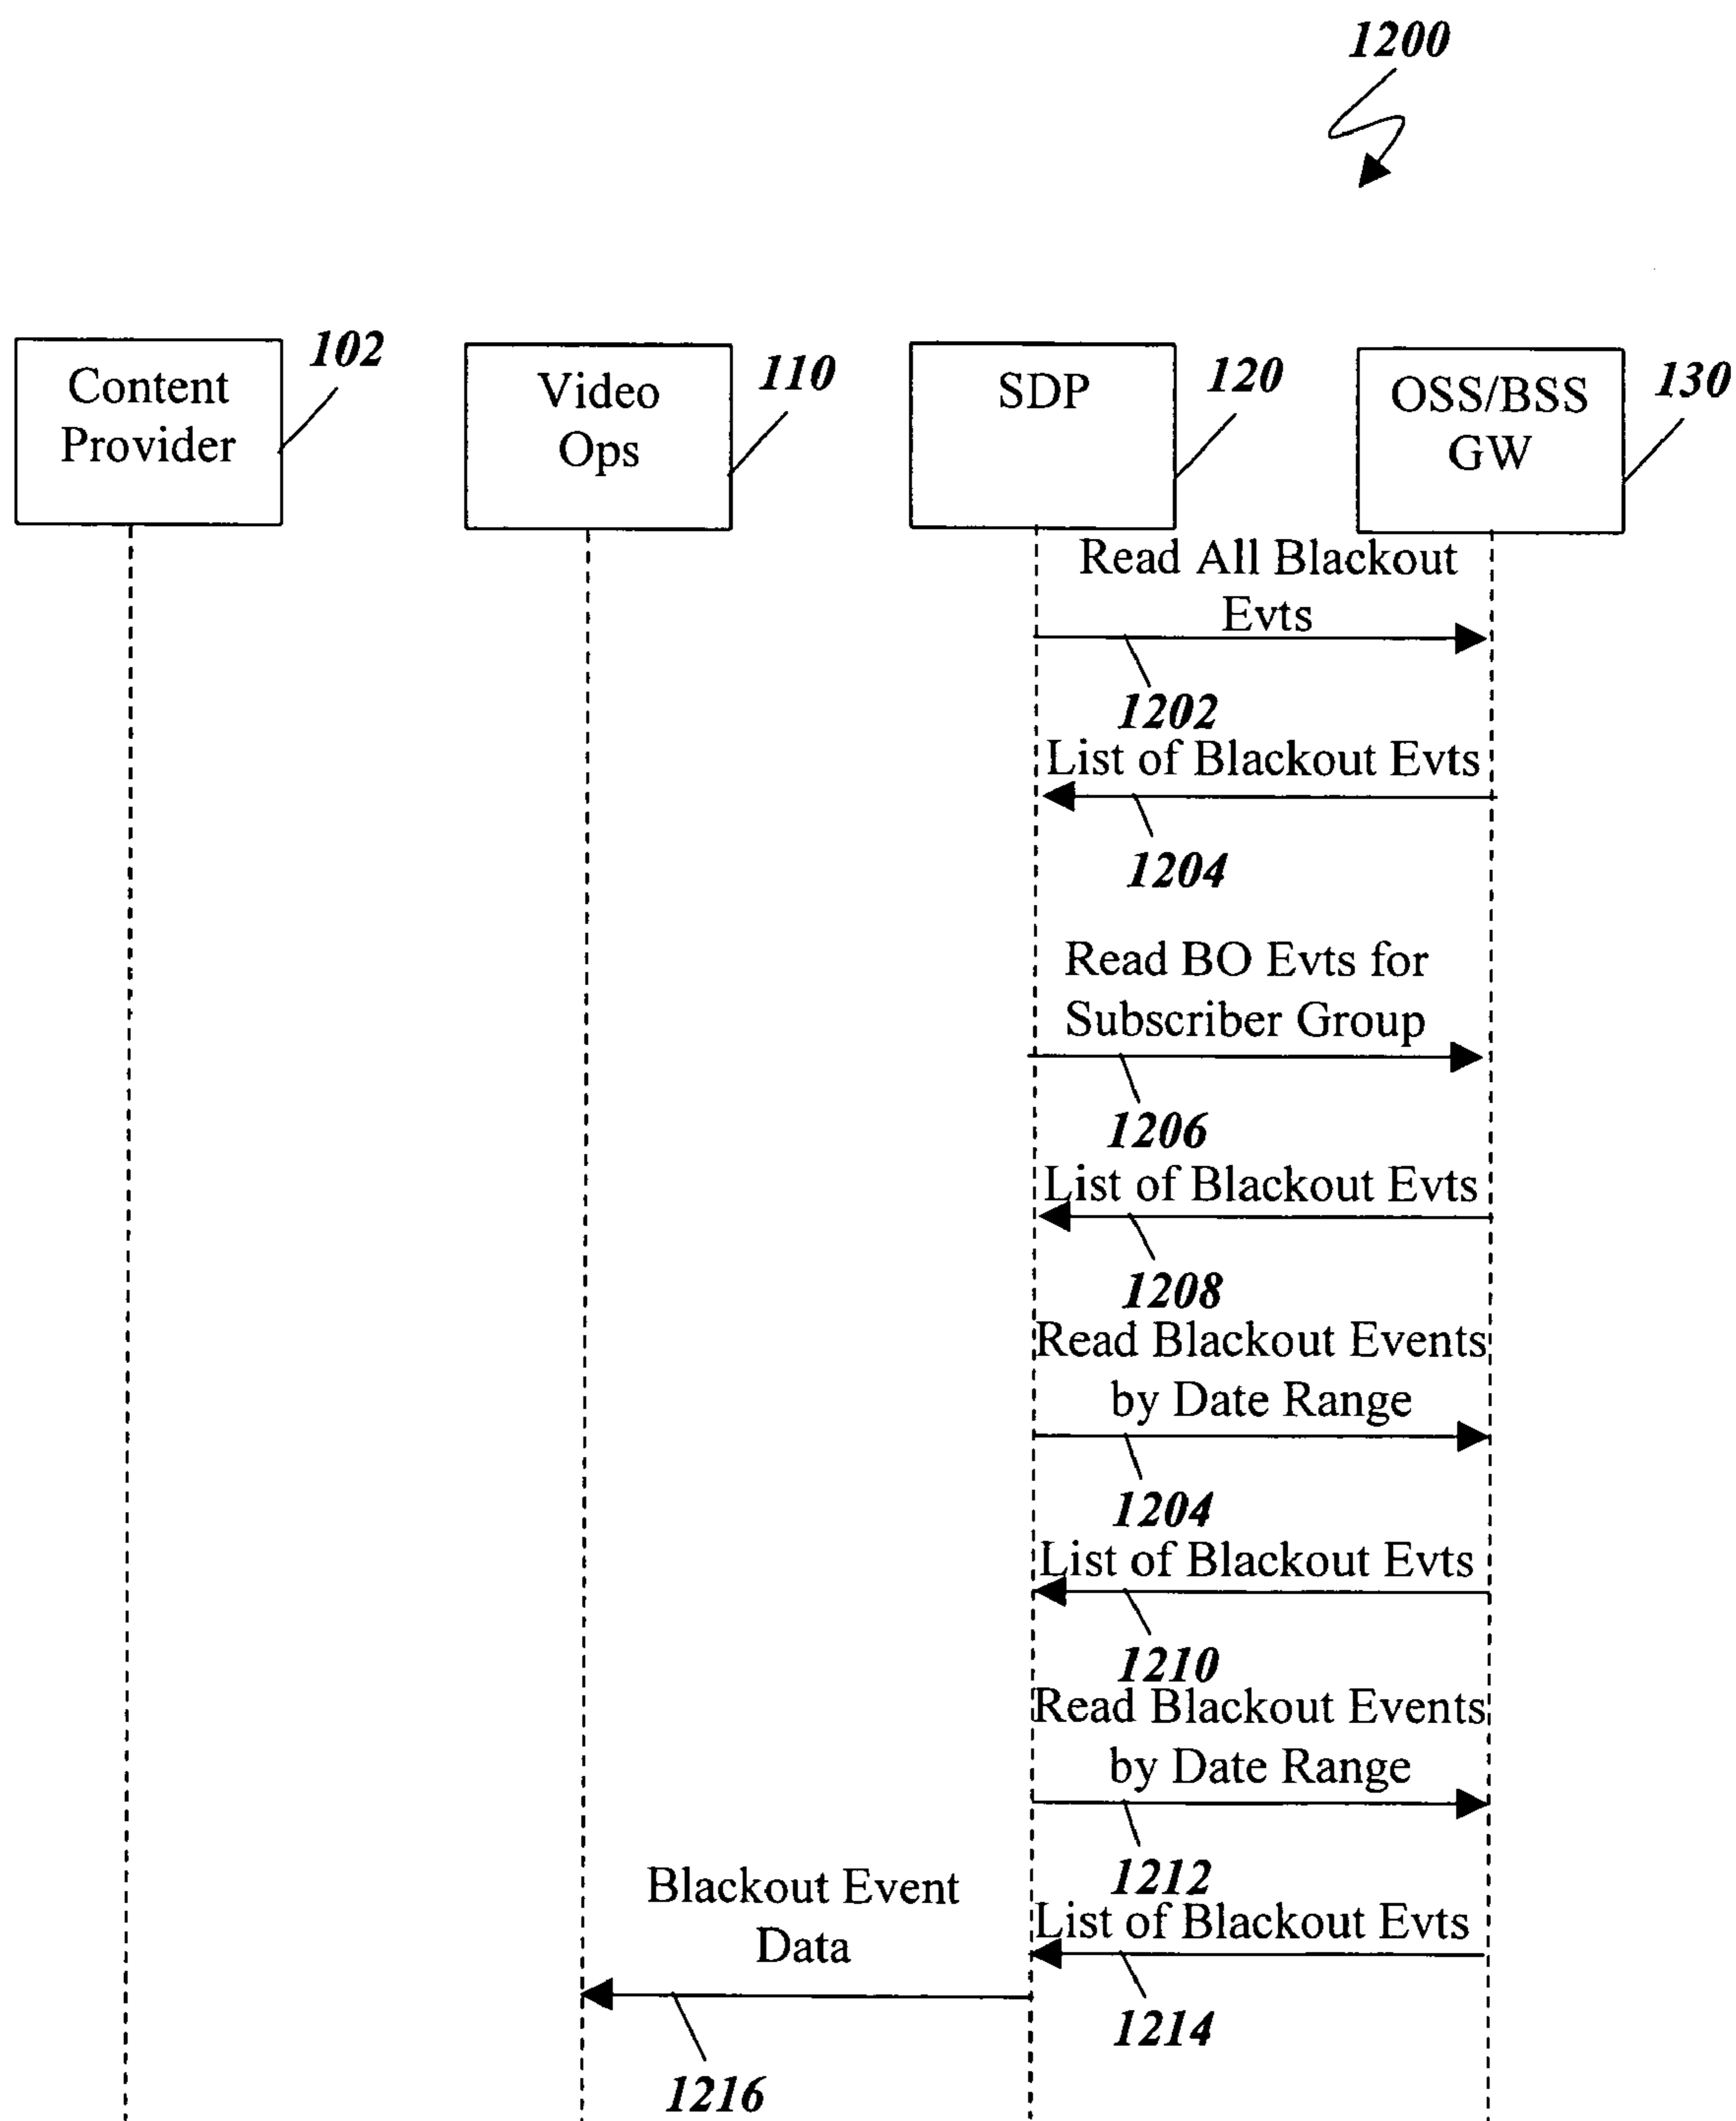 1200
Content
Provider
102
Video
Ops
110
SDP
120
OSS/BSS
GW
130
Read All Blackout
Evts
1202
List of Blackout Evts
1204
Read BO Evts for
Subscriber Group
1206
List of Blackout Evts
1208
Read Blackout Events
by Date Range
1204
List of Blackout Evts
1210
Read Blackout Events
by Date Range
1212
List of Blackout Evts
1214
Blackout Event
Data
1216